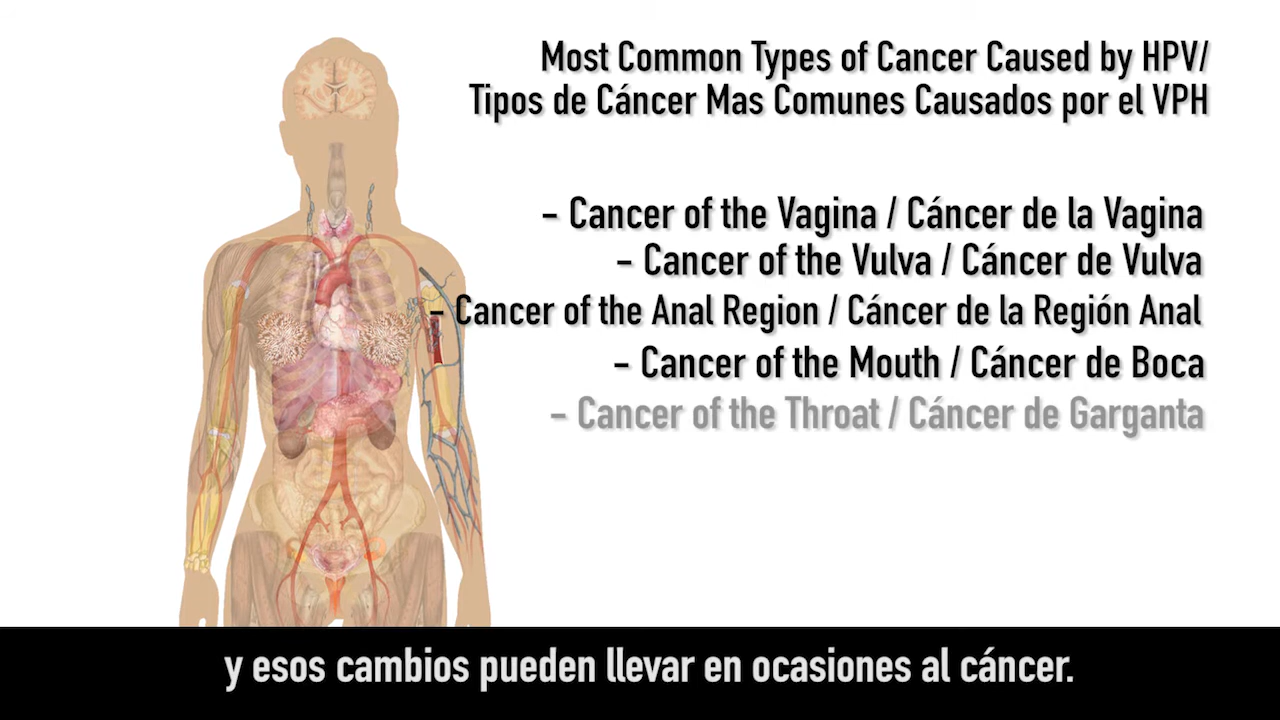 Most Common Types of Cancer Caused by HPV/
Tipos de Cáncer Mas Comunes Causados por el VPH
- Cancer of the Vagina / Cáncer de la Vagina
- Cancer of the Vulva / Cáncer de Vulva
- Cancer of the Anal Region / Cáncer de la Región Anal
- Cancer of the Mouth / Cáncer de Boca
- Cancer of the Throat / Cáncer de Garganta
y esos cambios pueden llevar en ocasiones al cáncer.